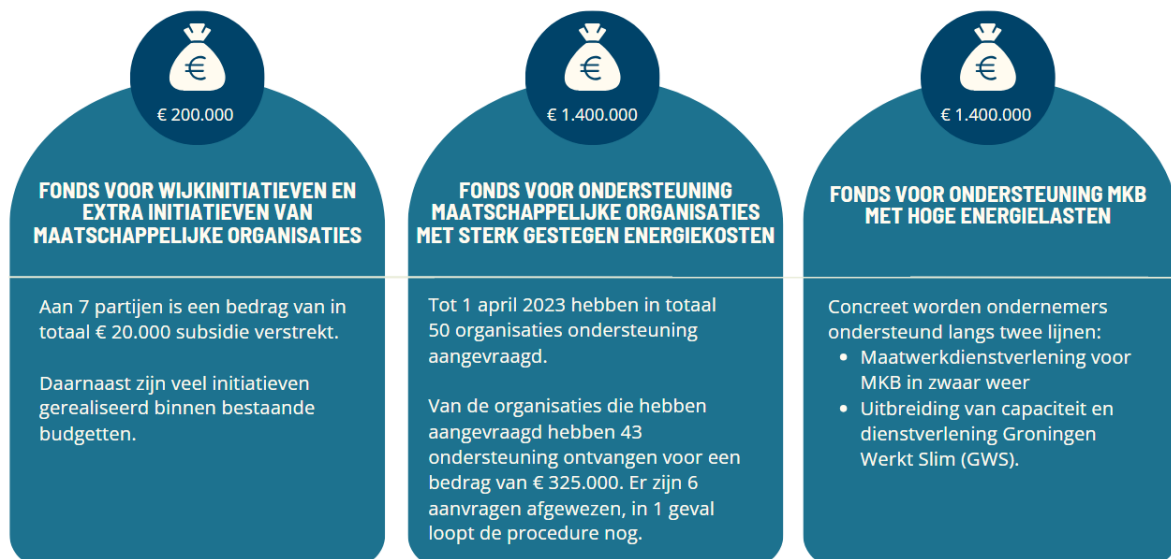 € 200.000
FONDS VOOR WIJKINITIATIEVEN EN
EXTRA INITIATIEVEN VAN
MAATSCHAPPELIJKE ORGANISATIES
Aan 7 partijen is een bedrag van in
totaal € 20.000 subsidie verstrekt.
Daarnaast zijn veel initiatieven
gerealiseerd binnen bestaande
budgetten.
€ 1.400.000
FONDS VOOR ONDERSTEUNING
MAATSCHAPPELIJKE ORGANISATIES
MET STERK GESTEGEN ENERGIEKOSTEN
Tot 1 april 2023 hebben in totaal
50 organisaties ondersteuning
aangevraagd.
Van de organisaties die hebben
aangevraagd hebben 43
ondersteuning ontvangen voor een
bedrag van € 325.000. Er zijn 6
aanvragen afgewezen, in 1 geval
loopt de procedure nog.
€ 1.400.000
FONDS VOOR ONDERSTEUNING MKB
MET HOGE ENERGIELASTEN
Concreet worden ondernemers
ondersteund langs twee lijnen:
• Maatwerkdienstverlening voor
MKB in zwaar weer
• Uitbreiding van capaciteit en
dienstverlening Groningen
Werkt Slim (GWS).